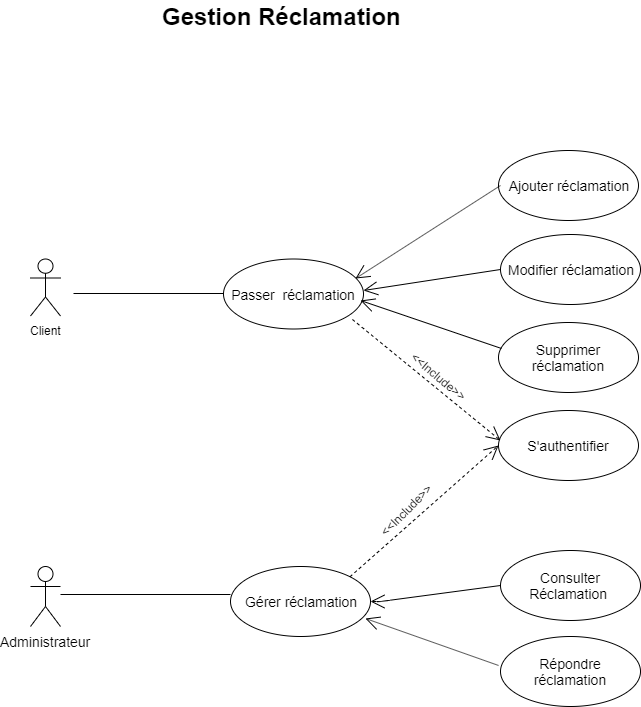 Gestion Réclamation
Ajouter réclamation
Modifier réclamation
Passer réclamation
Client
Supprimer
réclamation
<<Include>>
S'authentifier
<<Include>>
Consulter
Réclamation
Gérer réclamation
Administrateur
Répondre
réclamation